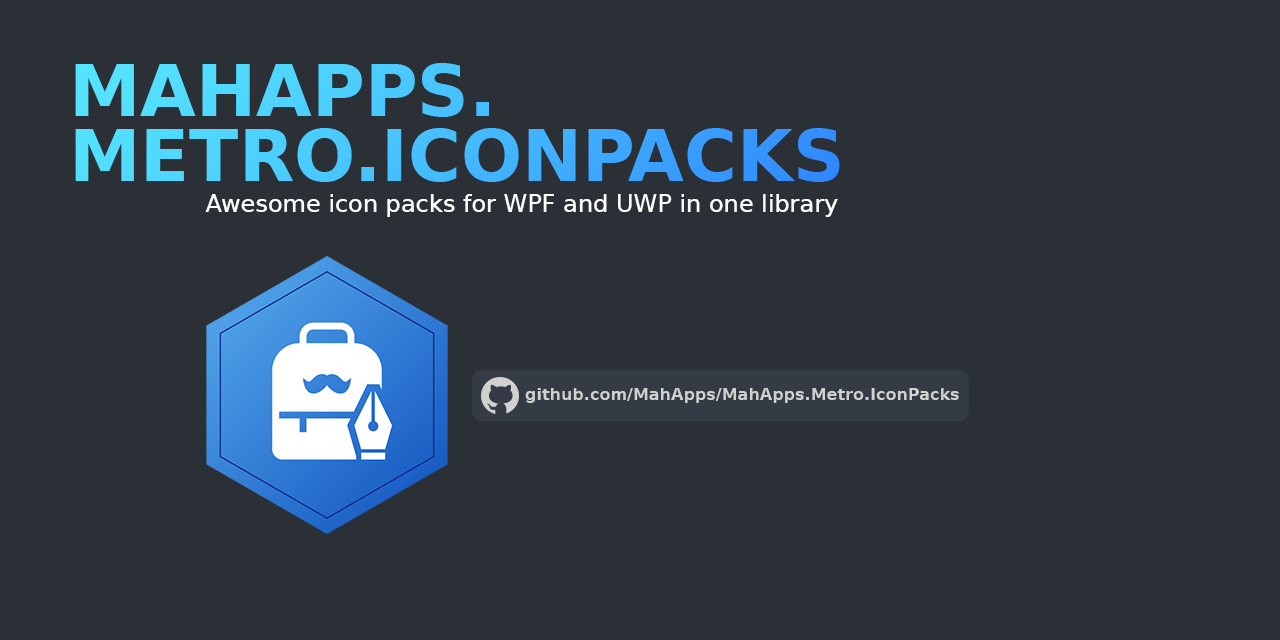 MAHAPPS.
METRO.ICONPACKS
Awesome icon packs for WPF and UWP in one library
github.com/MahApps/MahApps.Metro.IconPacks